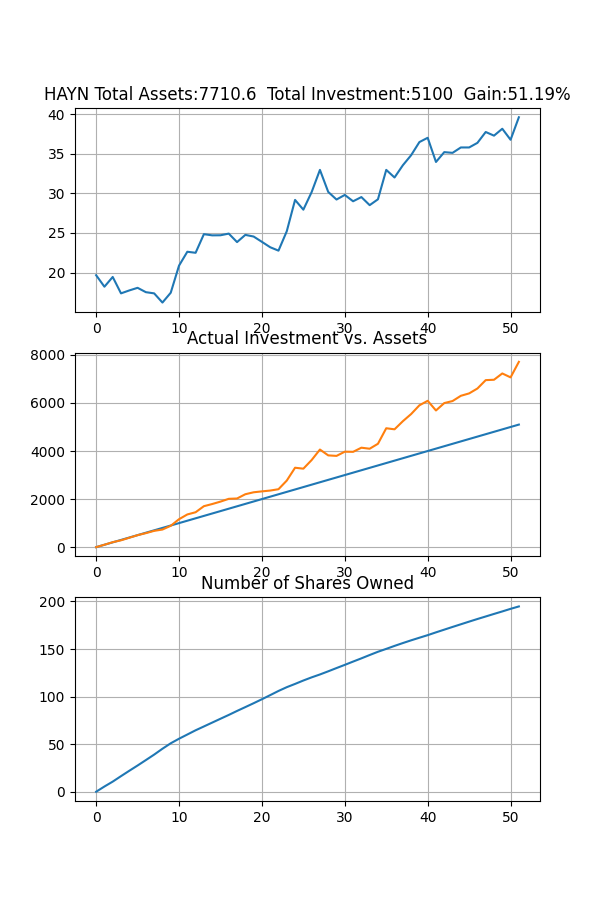 HAYN Total Assets:7710.6  Total Investment:5100  Gain:51.19%
40
35
30
25
20
0 10 20 30 40 50
Actual Investment vs. Assets
8000
6000
4000
2000
0
0 10 20 30 40 50
Number of Shares Owned
200
150
100
50
0
0 10 20 30 40 50